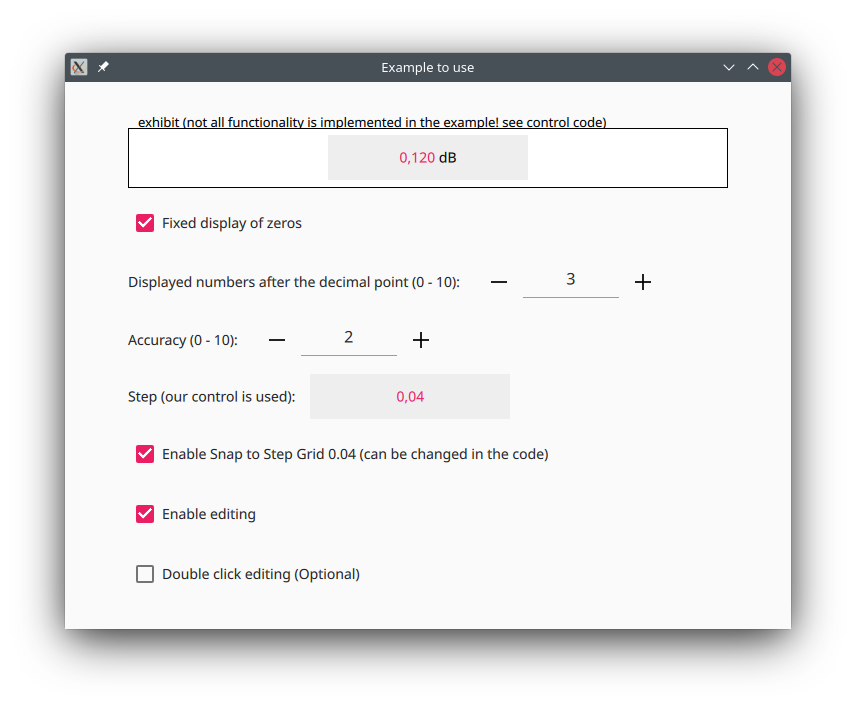 Example to use
exhibit (not all functionality is implemented in the example! see control code)
0,120 dB
Fixed display of zeros
Displayed numbers after the decimal point (0 - 10): — 3 +
Accuracy (0 - 10): — 2 +
Step (our control is used): 0,04
Enable Snap to Step Grid 0.04 (can be changed in the code)
Enable editing
Double click editing (Optional)